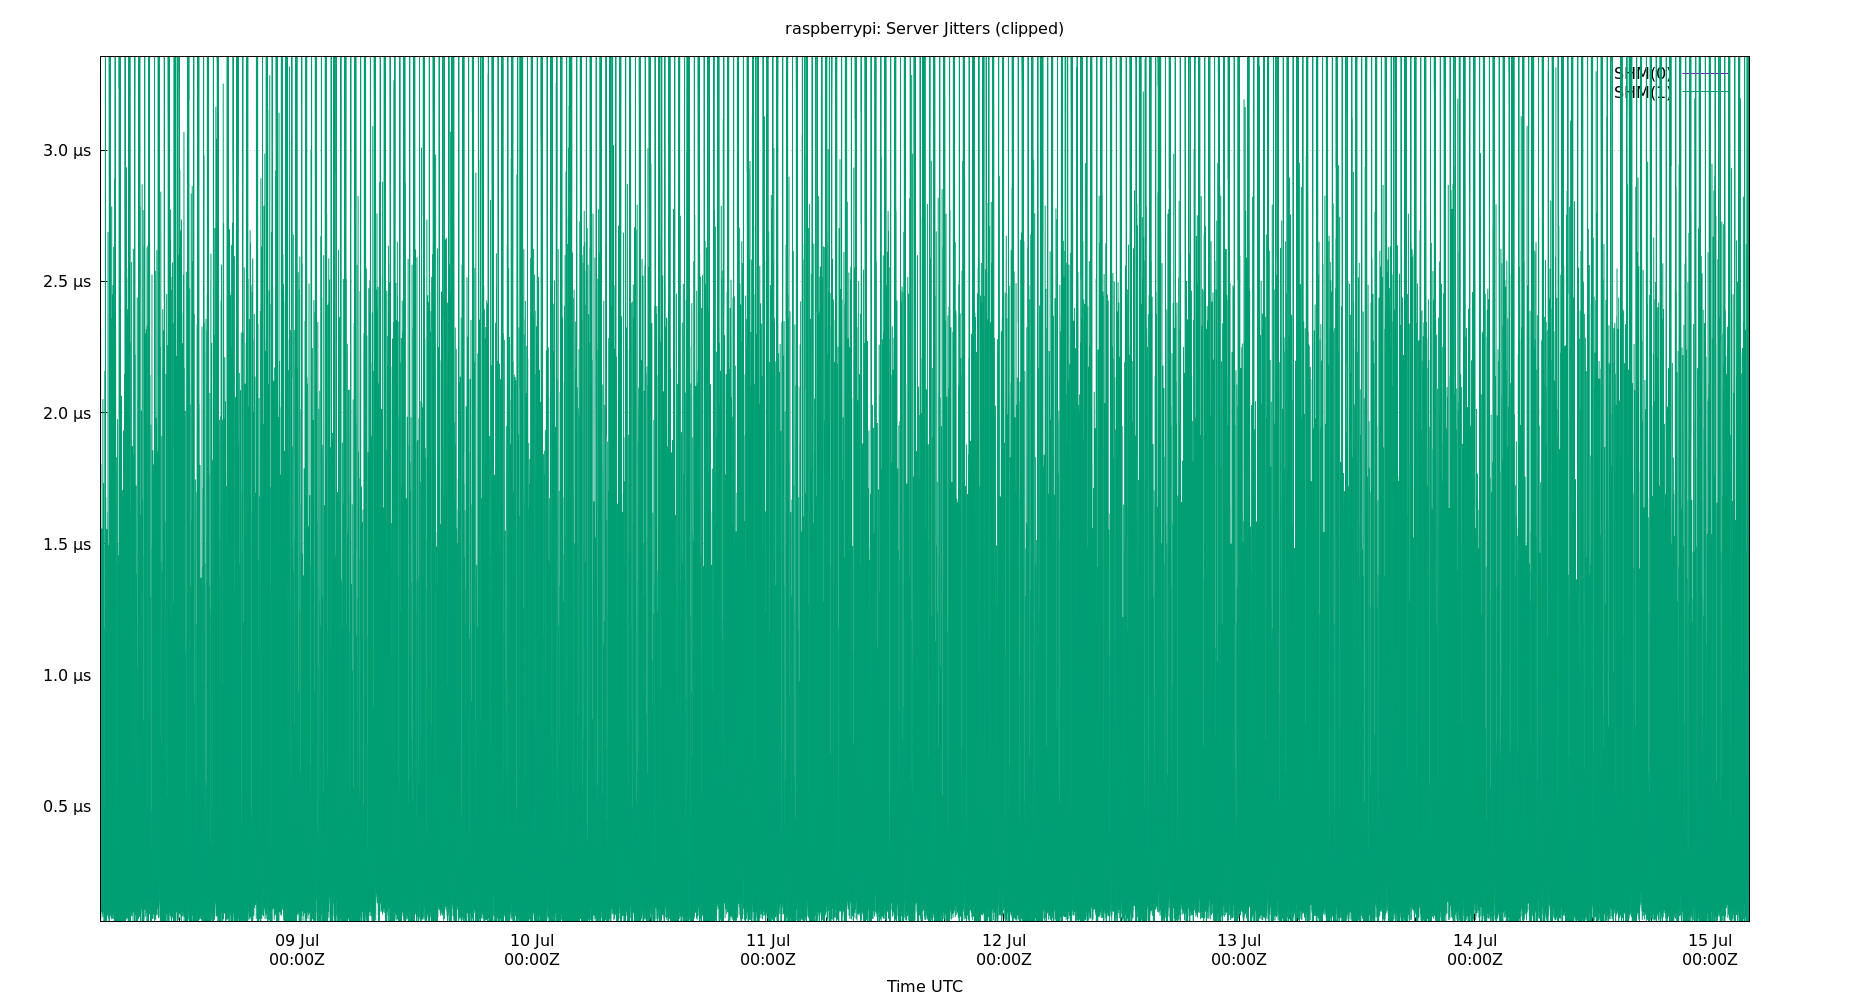 raspberrypi: Server Jitters (clipped)
SHM(0)
SHM(1)
3.0 µs
2.5 µs
2.0 µs
1.5 µs
1.0 µs
0.5 µs
09 Jul 10 Jul 11 Jul 12 Jul 13 Jul 14 Jul 15 Jul
00:00Z 00:00Z 00:00Z 00:00Z 00:00Z 00:00Z 00:00Z
Time UTC